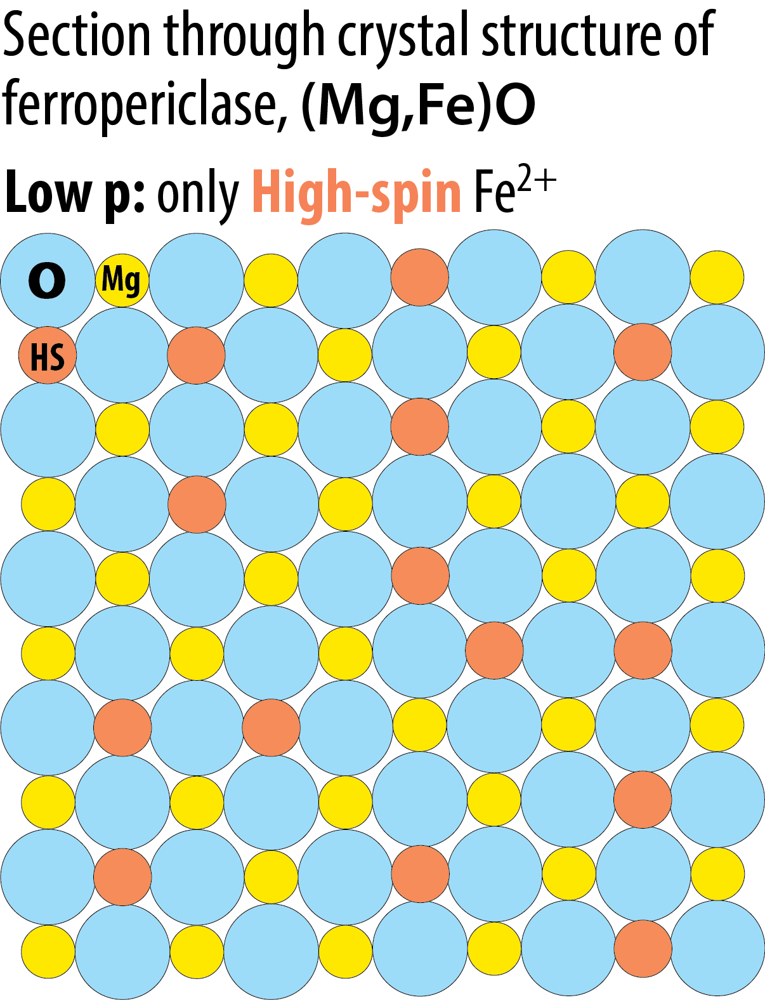 Section through crystal structure of
ferropericlase, (Mg,Fe)O
Low p: only High-spin Fe²⁺
O Mg
HS